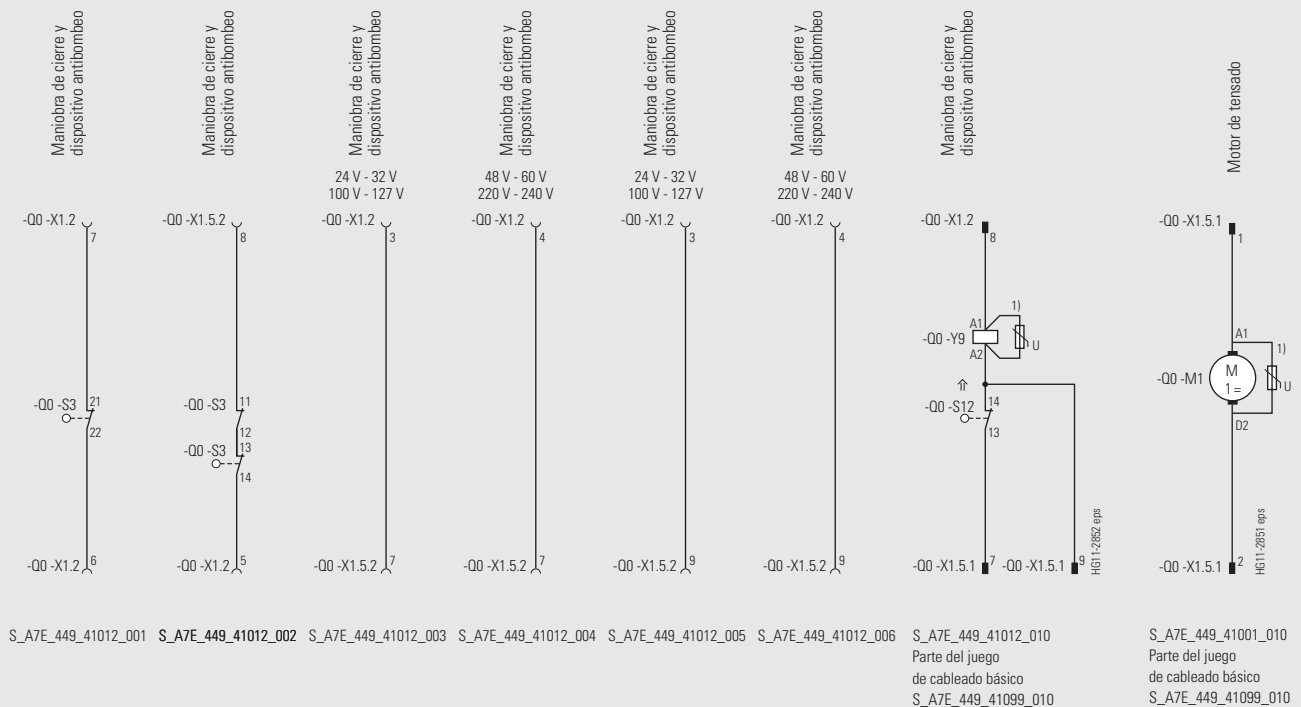 Maniobra de cierre y
dispositivo antibombeo
Maniobra de cierre y
dispositivo antibombeo
Maniobra de cierre y
dispositivo antibombeo
Maniobra de cierre y
dispositivo antibombeo
Maniobra de cierre y
dispositivo antibombeo
Maniobra de cierre y
dispositivo antibombeo
Maniobra de cierre y
dispositivo antibombeo
Motor de tensado
24 V - 32 V
100 V - 127 V
48 V - 60 V
220 V - 240 V
24 V - 32 V
100 V - 127 V
48 V - 60 V
220 V - 240 V
-Q0 -X1.2
7
-Q0 -X1.5.2
8
-Q0 -X1.2
3
-Q0 -X1.2
4
-Q0 -X1.2
3
-Q0 -X1.2
4
-Q0 -X1.2
8
-Q0 -X1.5.1
1
-Q0 -S3
21
22
-Q0 -S3
11
12
-Q0 -S3
13
14
1)
A1
-Q0 -Y9
U
A2
⇑
-Q0 -S12
14
13
A1
1)
-Q0 -M1
M
1 =
U
D2
-Q0 -X1.2
6
-Q0 -X1.2
5
-Q0 -X1.5.2
7
-Q0 -X1.5.2
7
-Q0 -X1.5.2
9
-Q0 -X1.5.2
9
-Q0 -X1.5.1
7
-Q0 -X1.5.1
9
HG11-2852 eps
-Q0 -X1.5.1
2
HG11-2851 eps
S_A7E_449_41012_001
S_A7E_449_41012_002
S_A7E_449_41012_003
S_A7E_449_41012_004
S_A7E_449_41012_005
S_A7E_449_41012_006
S_A7E_449_41012_010
Parte del juego
de cableado básico
S_A7E_449_41099_010
S_A7E_449_41001_010
Parte del juego
de cableado básico
S_A7E_449_41099_010